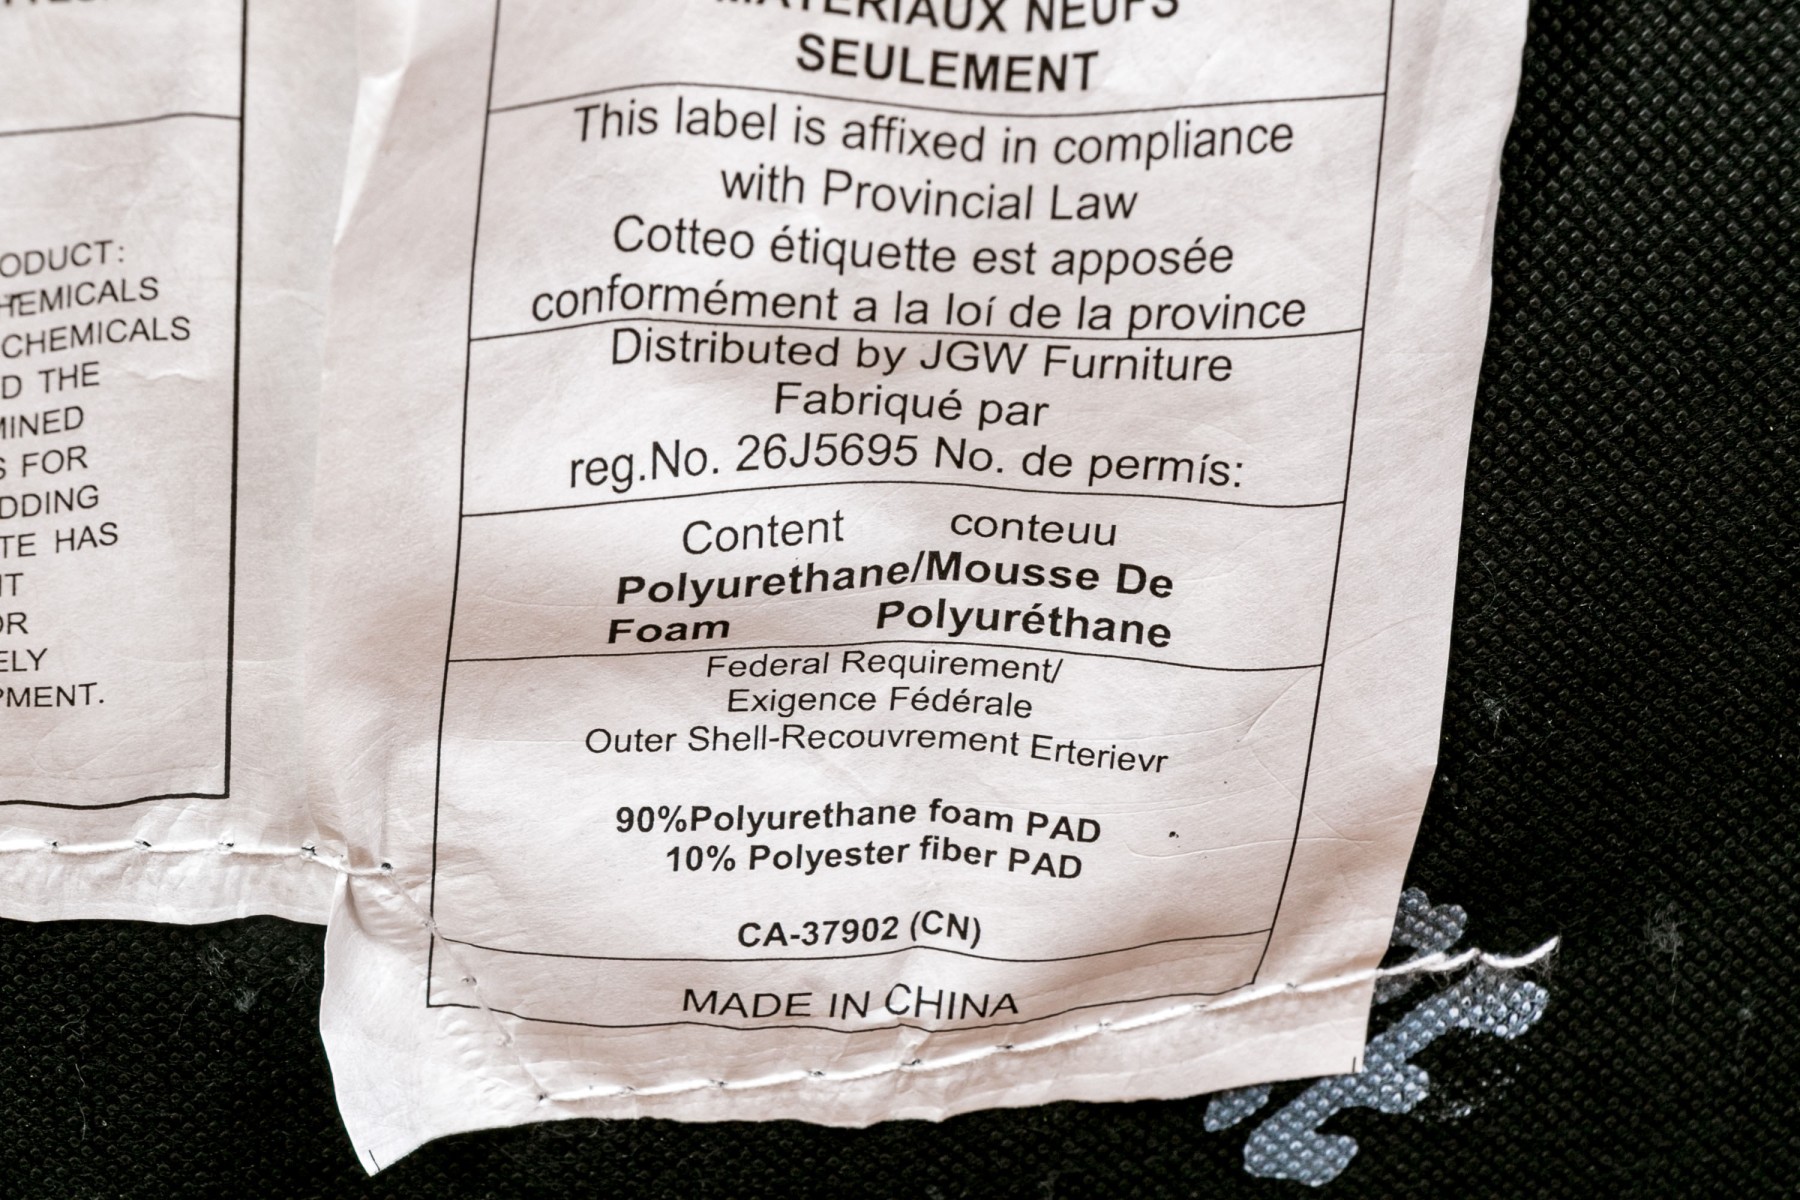 ODUCT:
HEMICALS
CHEMICALS
D THE
MINED
S FOR
DDING
TE HAS
IT
OR
ELY
PMENT.
MATERIAUX NEUFS
SEULEMENT
This label is affixed in compliance
with Provincial Law
Cotteo étiquette est apposée
conformément a la loí de la province
Distributed by JGW Furniture
Fabriqué par
reg.No. 26J5695 No. de permís:
Content conteuu
Polyurethane/Mousse De
Foam Polyuréthane
Federal Requirement/
Exigence Fédérale
Outer Shell-Recouvrement Erterievr
90%Polyurethane foam PAD
10% Polyester fiber PAD
CA-37902 (CN)
MADE IN CHINA